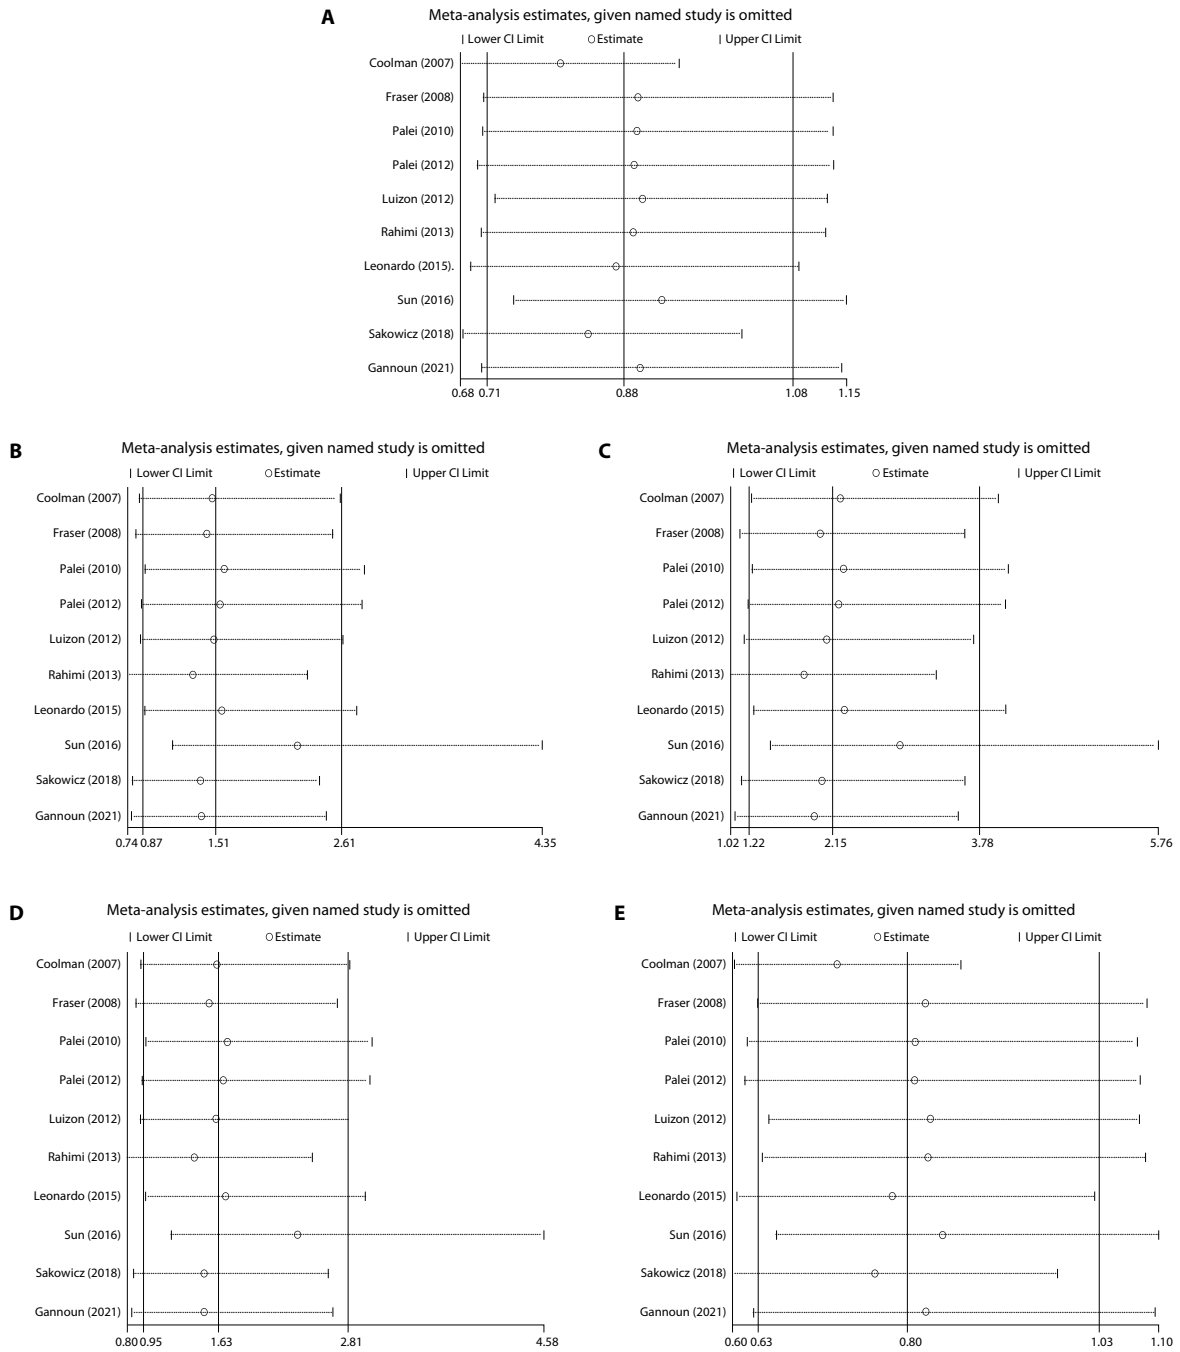 A
Meta-analysis estimates, given named study is omitted
Lower CI Limit Estimate Upper CI Limit
Coolman (2007)
Fraser (2008)
Palei (2010)
Palei (2012)
Luizon (2012)
Rahimi (2013)
Leonardo (2015).
Sun (2016)
Sakowicz (2018)
Gannoun (2021)
0.68 0.71 0.88 1.08 1.15
B
Meta-analysis estimates, given named study is omitted
Lower CI Limit Estimate Upper CI Limit
Coolman (2007)
Fraser (2008)
Palei (2010)
Palei (2012)
Luizon (2012)
Rahimi (2013)
Leonardo (2015)
Sun (2016)
Sakowicz (2018)
Gannoun (2021)
0.74 0.87 1.51 2.61 4.35
C
Meta-analysis estimates, given named study is omitted
Lower CI Limit Estimate Upper CI Limit
Coolman (2007)
Fraser (2008)
Palei (2010)
Palei (2012)
Luizon (2012)
Rahimi (2013)
Leonardo (2015)
Sun (2016)
Sakowicz (2018)
Gannoun (2021)
1.02 1.22 2.15 3.78 5.76
D
Meta-analysis estimates, given named study is omitted
Lower CI Limit Estimate Upper CI Limit
Coolman (2007)
Fraser (2008)
Palei (2010)
Palei (2012)
Luizon (2012)
Rahimi (2013)
Leonardo (2015)
Sun (2016)
Sakowicz (2018)
Gannoun (2021)
0.80 0.95 1.63 2.81 4.58
E
Meta-analysis estimates, given named study is omitted
Lower CI Limit Estimate Upper CI Limit
Coolman (2007)
Fraser (2008)
Palei (2010)
Palei (2012)
Luizon (2012)
Rahimi (2013)
Leonardo (2015)
Sun (2016)
Sakowicz (2018)
Gannoun (2021)
0.60 0.63 0.80 1.03 1.10